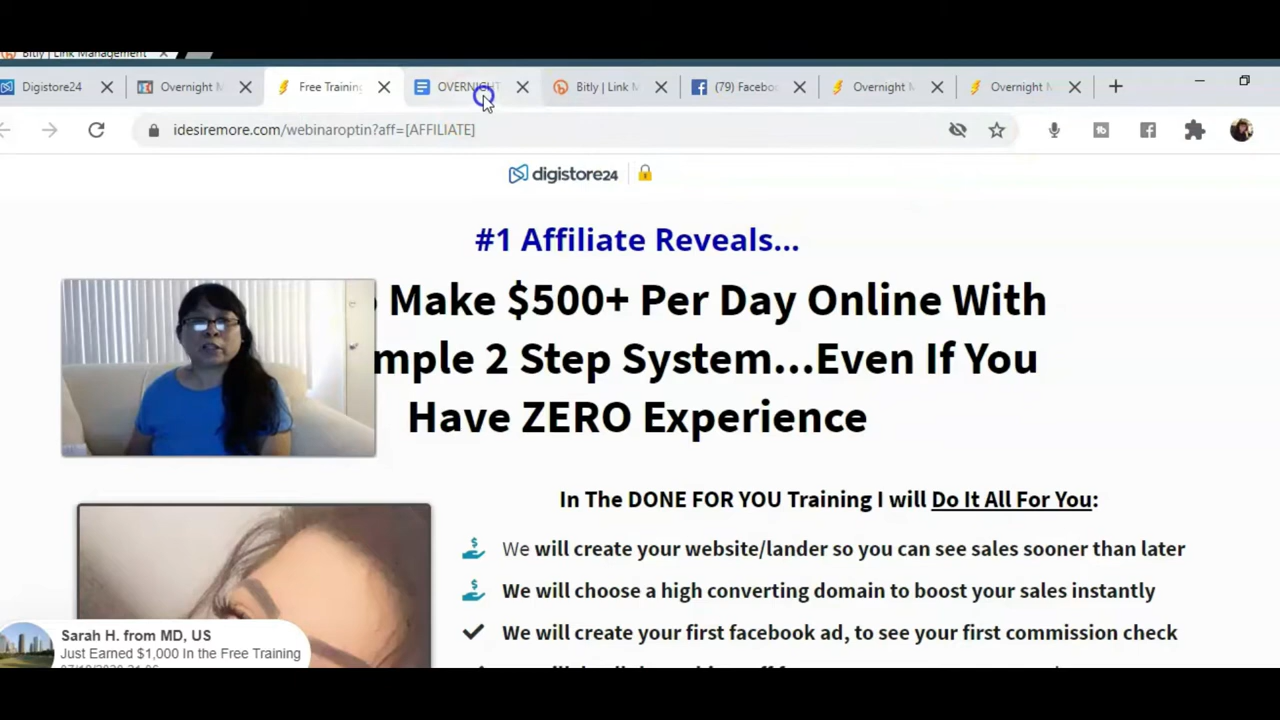 Bitly | Link Management
Digistore24
Overnight M
Free Training
OVERNIGHT
Bitly | Link M
(79) Facebo
Overnight M
Overnight M
idesiremore.com/webinaroptin?aff=[AFFILIATE]
digistore24
#1 Affiliate Reveals...
Make $500+ Per Day Online With
mple 2 Step System...Even If You
Have ZERO Experience
In The DONE FOR YOU Training I will Do It All For You:
We will create your website/lander so you can see sales sooner than later
We will choose a high converting domain to boost your sales instantly
We will create your first facebook ad, to see your first commission check
Sarah H. from MD, US
Just Earned $1,000 In the Free Training